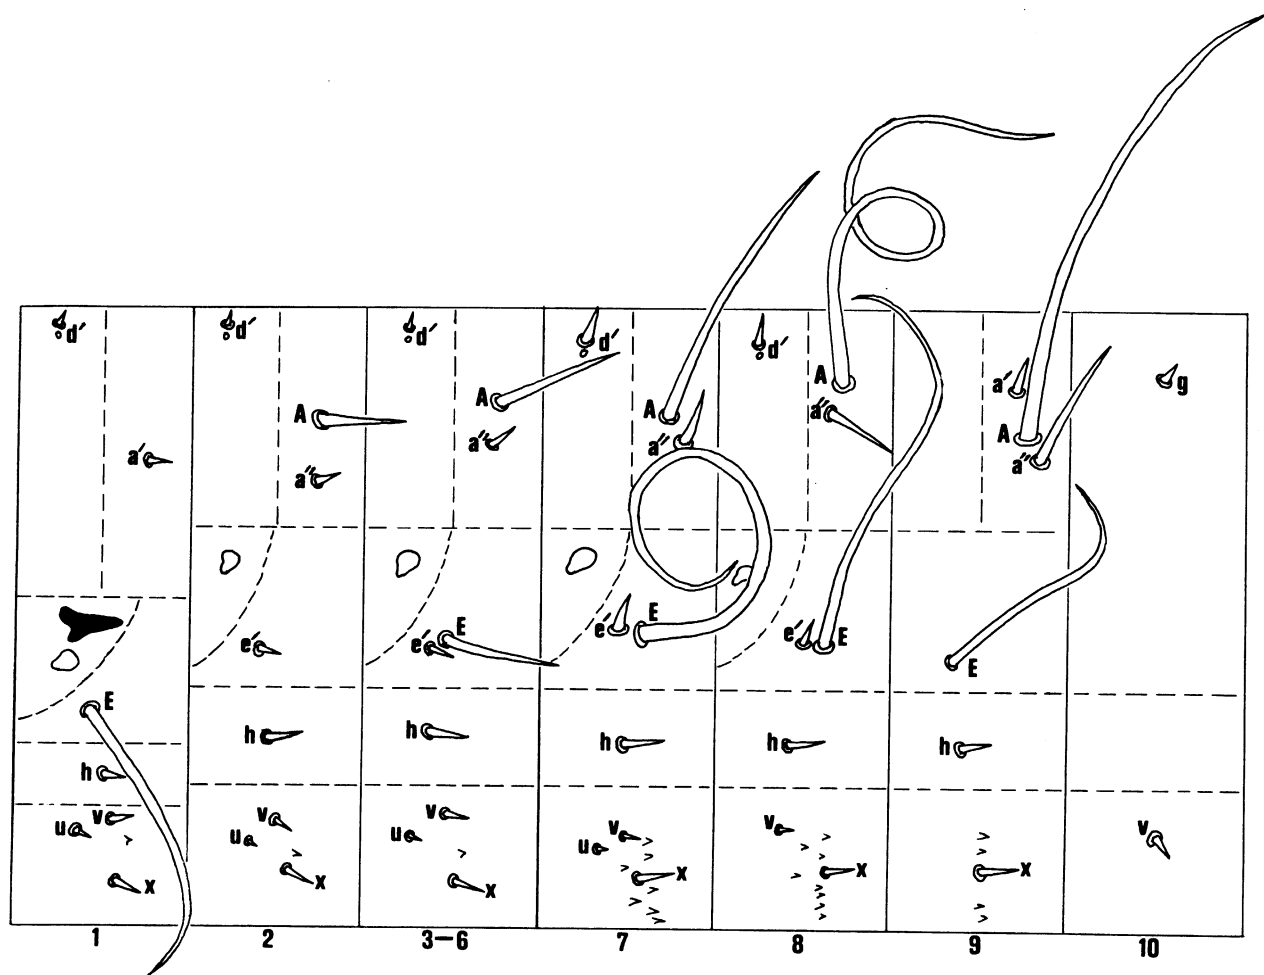 d′ d′ d′ d′ d′ A a′ g
A A A a″
a′ a″ a″ a″ A a″
e′ e′ E e′ E e′ E E
E
h h h h h h
h
u v u v u v u v v v
x x x x x x
1 2 3–6 7 8 9 10